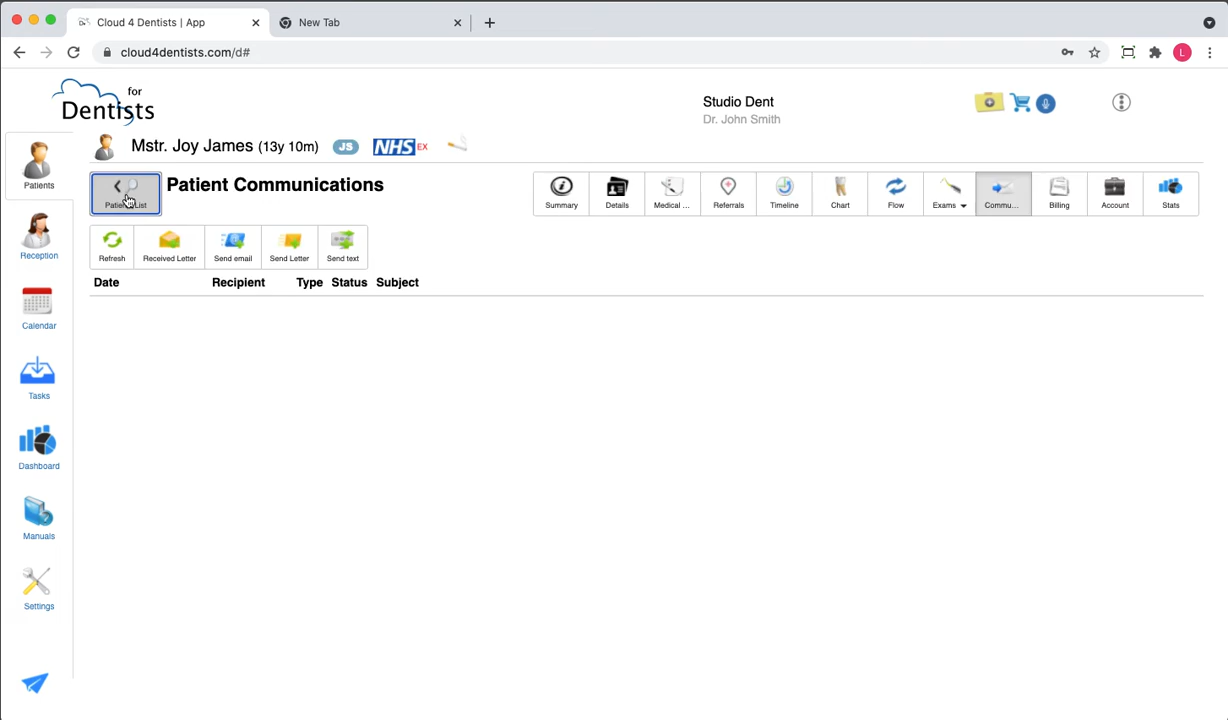 Cloud 4 Dentists | App
New Tab
cloud4dentists.com/d#
L
for
Dentists
Studio Dent
Dr. John Smith
Mstr. Joy James (13y 10m) JS NHS EX
Patient List
Patient Communications
Summary Details Medical ... Referrals Timeline Chart Flow Exams Commu... Billing Account Stats
Refresh Received Letter Send email Send Letter Send text
Date Recipient Type Status Subject
Patients
Reception
Calendar
Tasks
Dashboard
Manuals
Settings